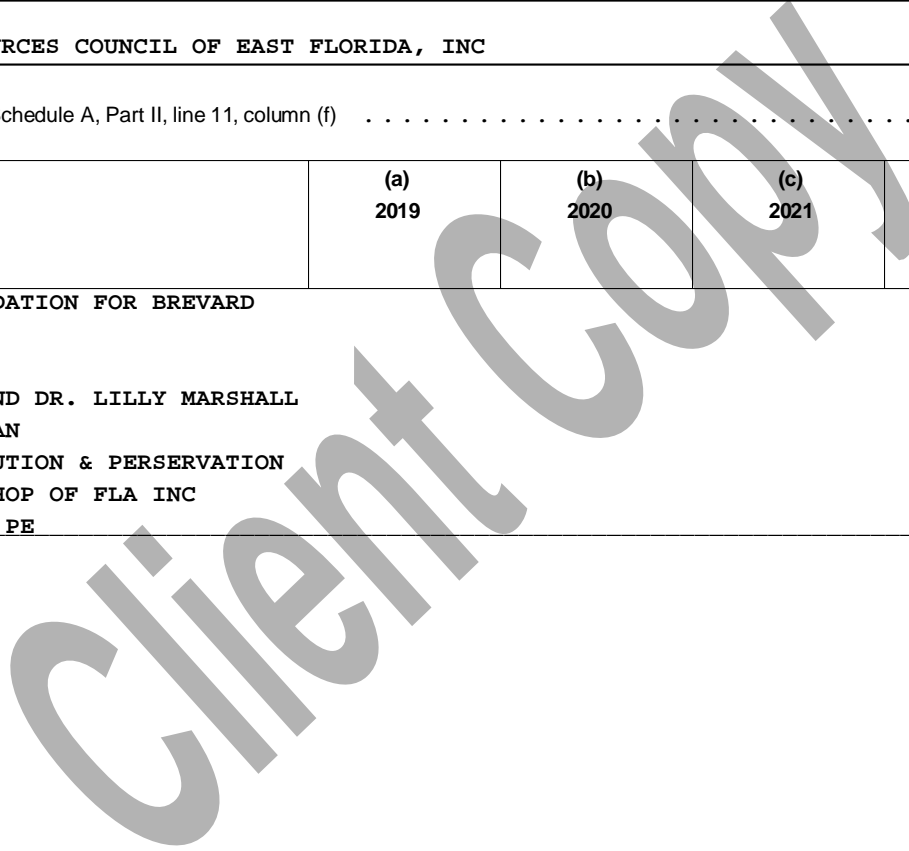 RCES COUNCIL OF EAST FLORIDA, INC
chedule A, Part II, line 11, column (f) . . . . . . . . . . . . . . . . . . . . . . . . . . . . .
(a) (b) (c)
2019 2020 2021
DATION FOR BREVARD
ND DR. LILLY MARSHALL
AN
UTION & PERSERVATION
HOP OF FLA INC
PE
Client Copy